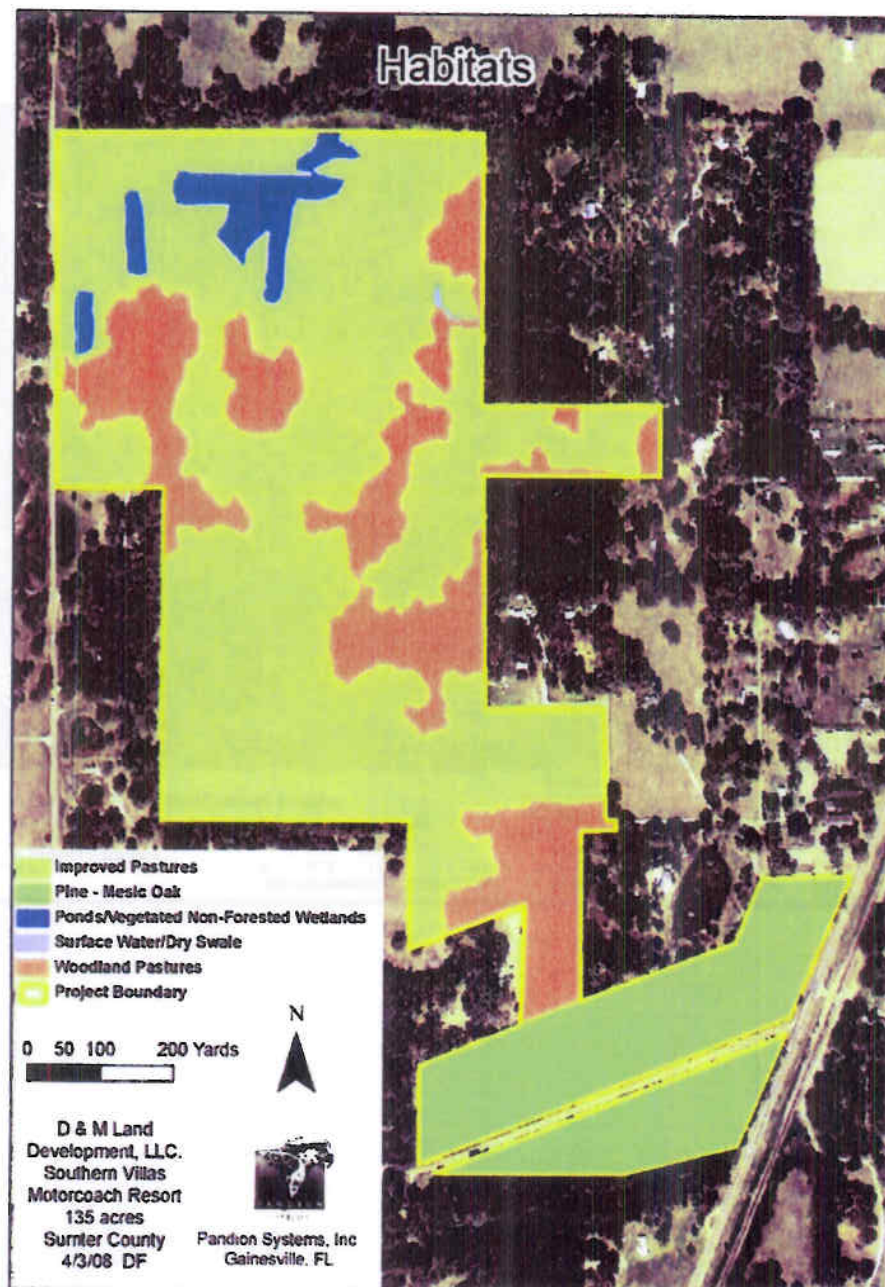 Habitats
Improved Pastures
Pine - Mesic Oak
Ponds/Vegetated Non-Forested Wetlands
Surface Water/Dry Swale
Woodland Pastures
Project Boundary
N
0 50 100 200 Yards
D & M Land
Development, LLC.
Southern Villas
Motorcoach Resort
135 acres
Sumter County
4/3/08 DF
Pandion Systems, Inc
Gainesville, FL